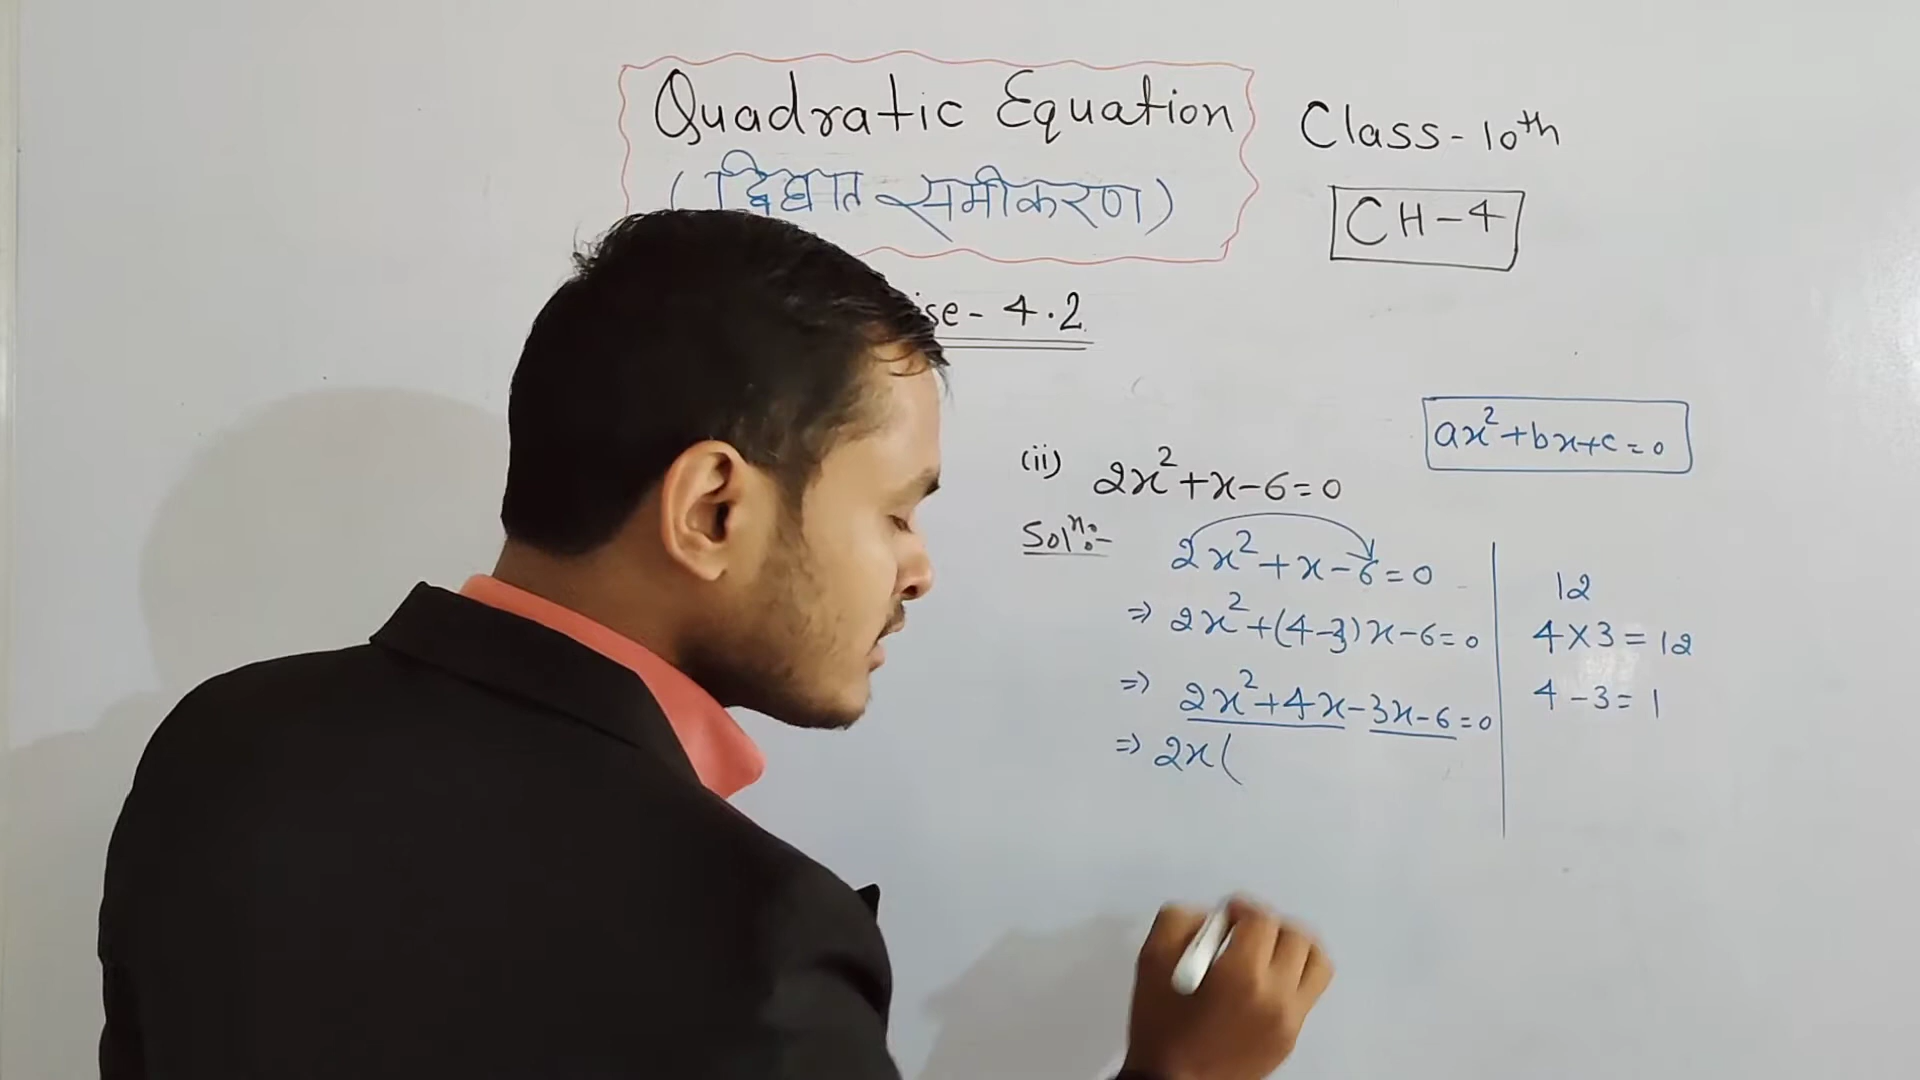 Quadratic Equation
(द्विघात समीकरण)
Class-10th
CH-4
ise- 4.2
ax²+bx+c=0
(ii) 2x²+x-6=0
Solⁿ:-
2x²+x-6=0
⇒ 2x²+(4-3)x-6=0
⇒ 2x²+4x-3x-6=0
⇒ 2x(
12
4×3=12
4-3=1